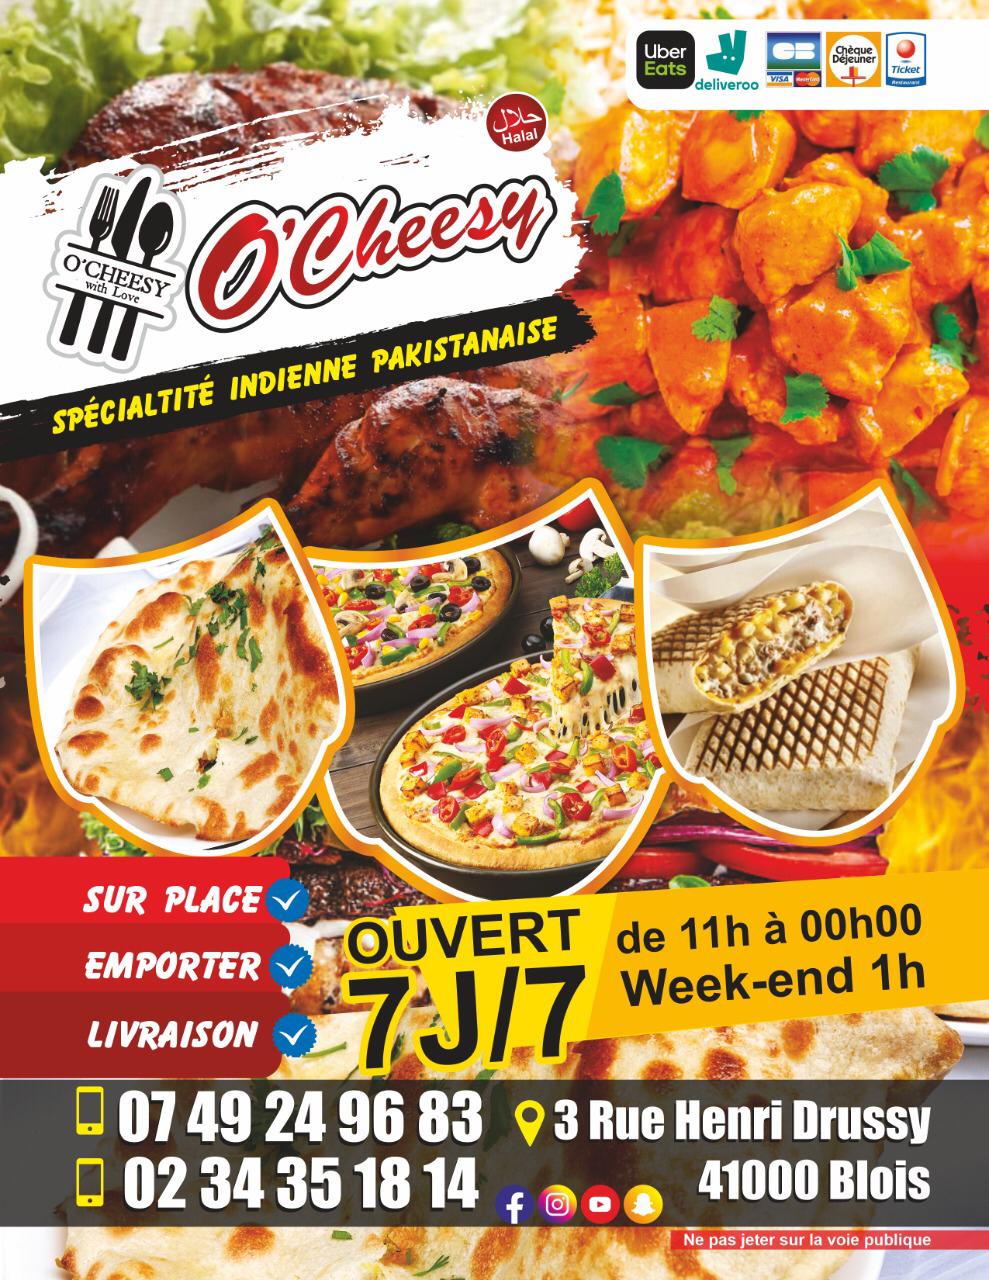 Uber
Eats
deliveroo
CB
VISA
MasterCard
Chèque
Déjeuner
Ticket
Restaurant
حلال
Halal
O'CHEESY
with Love
O'Cheesy
SPÉCIALTITÉ INDIENNE PAKISTANAISE
SUR PLACE
EMPORTER
LIVRAISON
OUVERT
7J/7
de 11h à 00h00
Week-end 1h
07 49 24 96 83
02 34 35 18 14
3 Rue Henri Drussy
41000 Blois
Ne pas jeter sur la voie publique